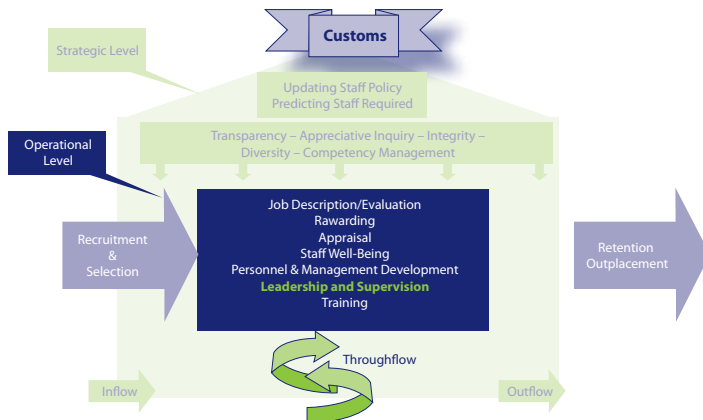 Customs
Strategic Level
Updating Staff Policy
Predicting Staff Required
Transparency – Appreciative Inquiry – Integrity –
Diversity – Competency Management
Operational
Level
Job Description/Evaluation
Rawarding
Appraisal
Staff Well-Being
Personnel & Management Development
Leadership and Supervision
Training
Recruitment
&
Selection
Retention
Outplacement
Throughflow
Inflow
Outflow